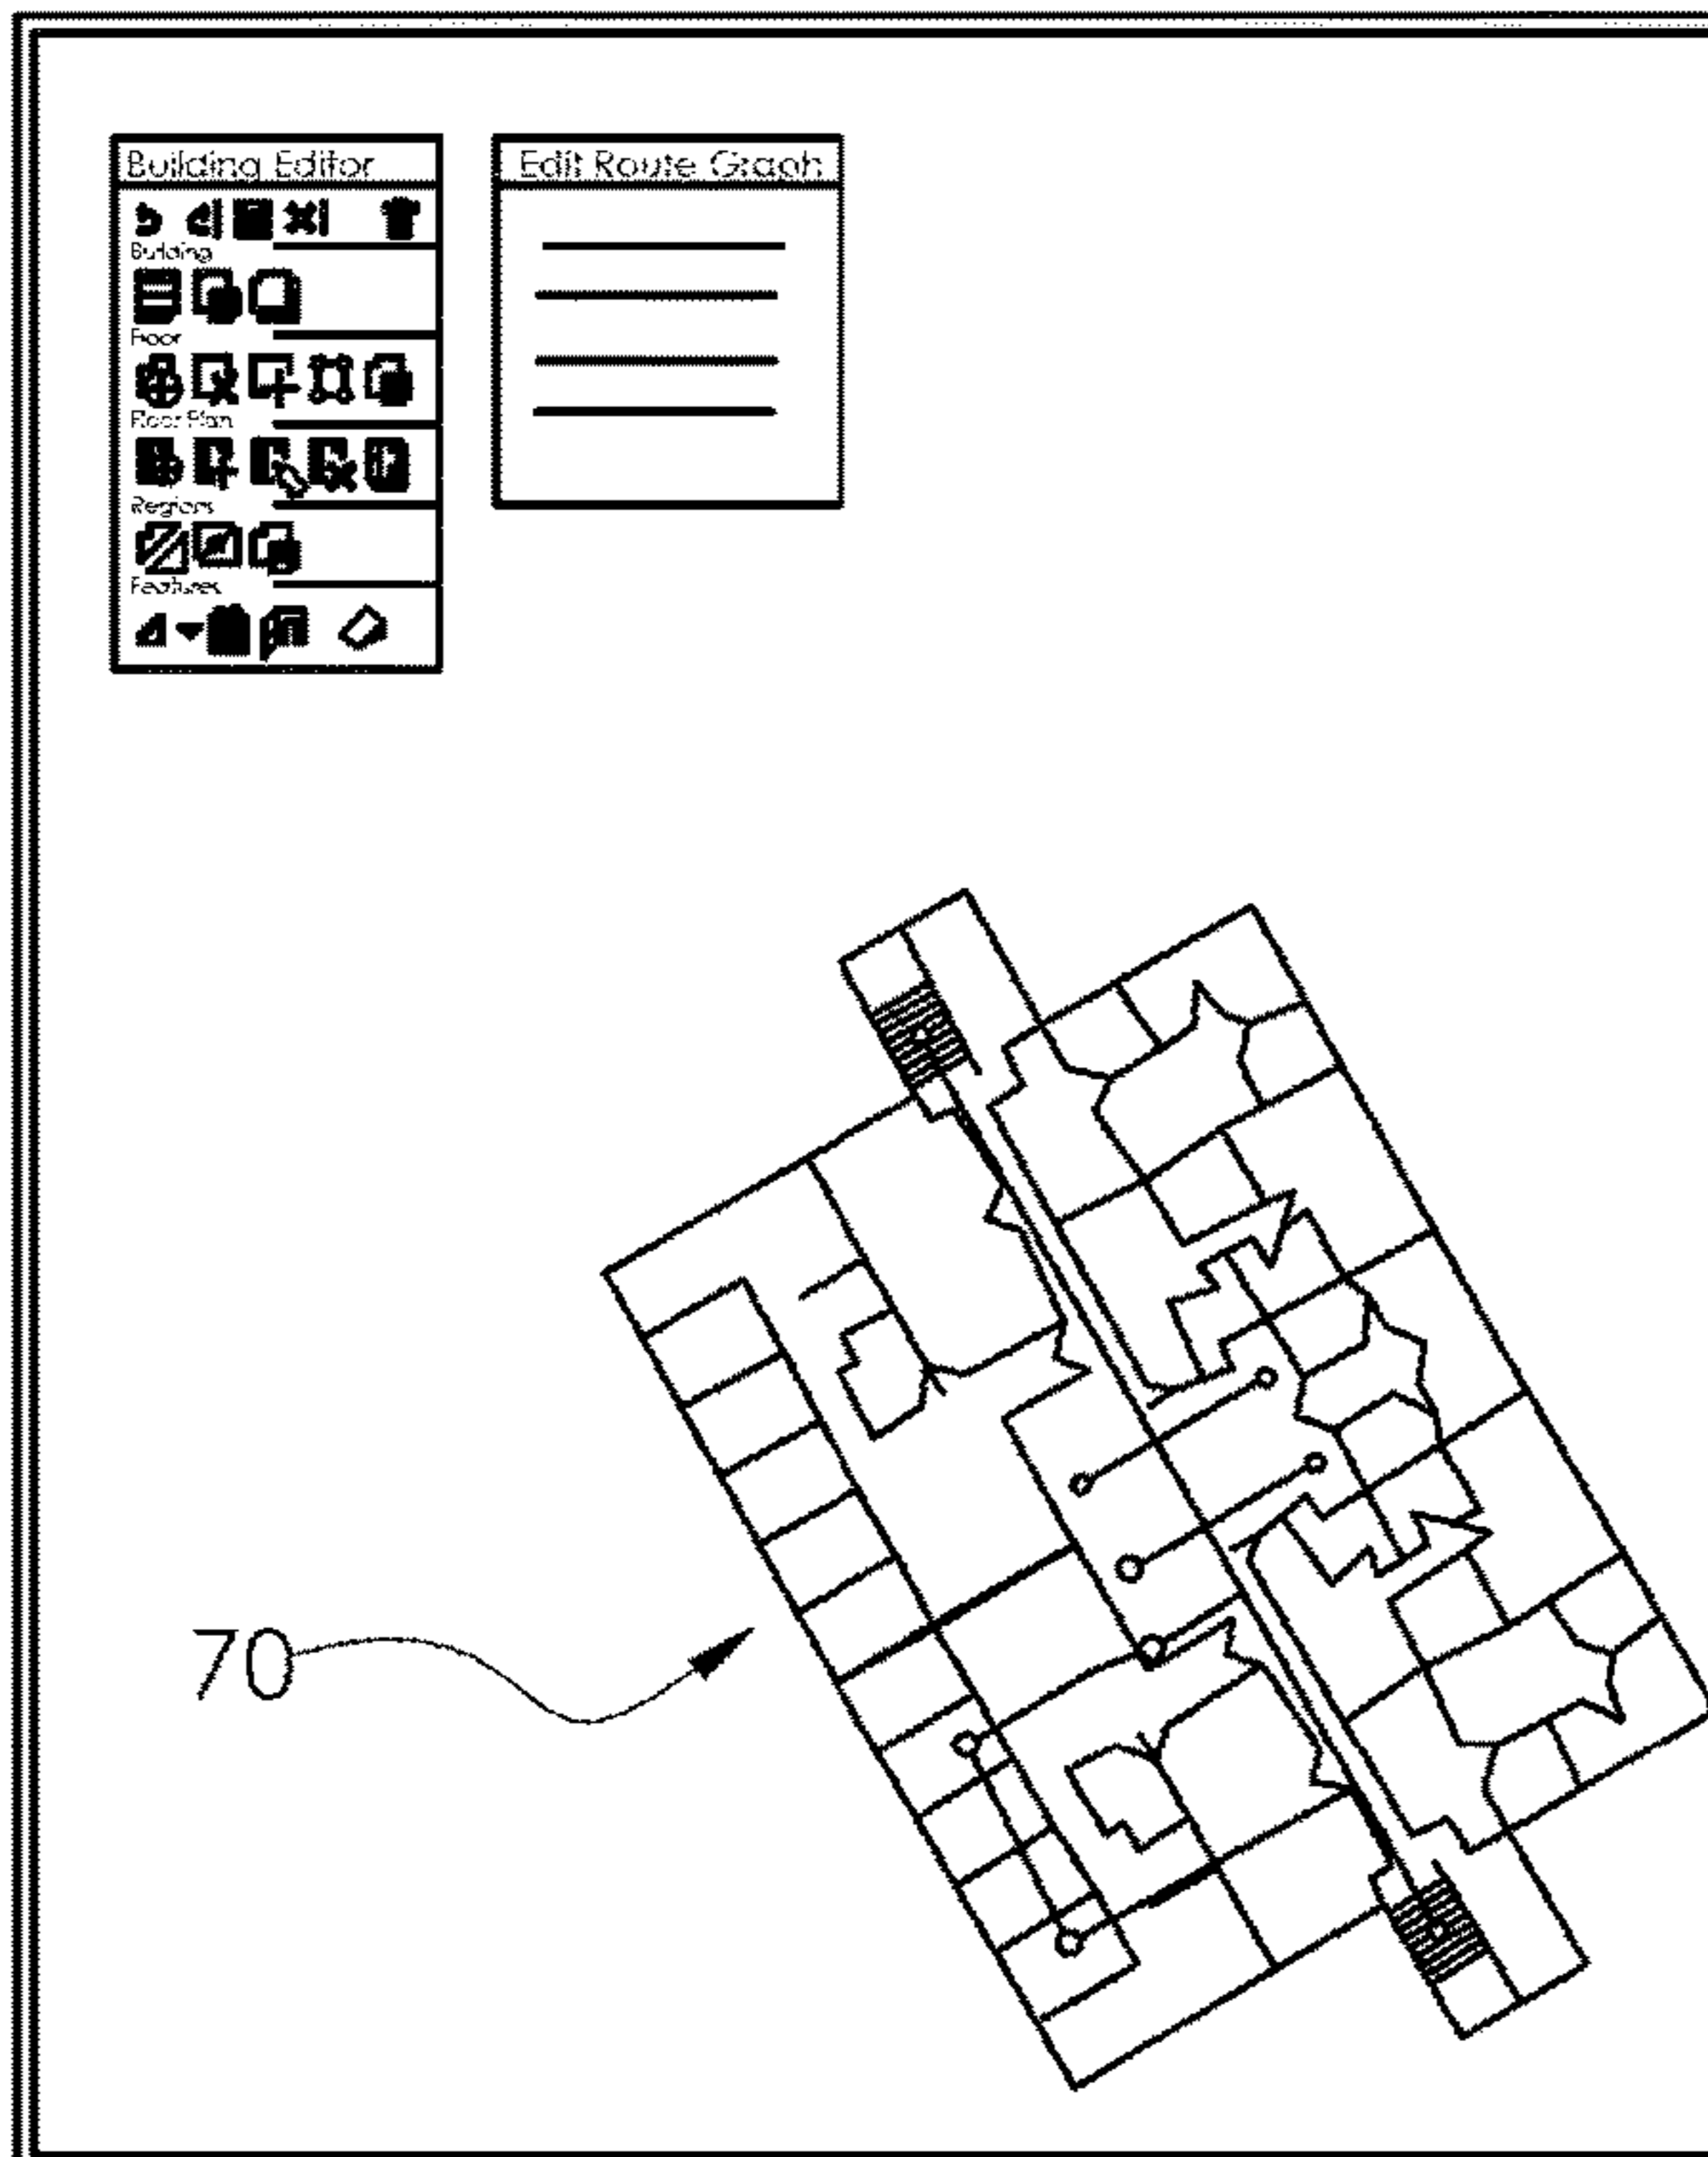 Building Editor
Building
Floor
Floor Plan
Regions
Features
Edit Route Graph
70